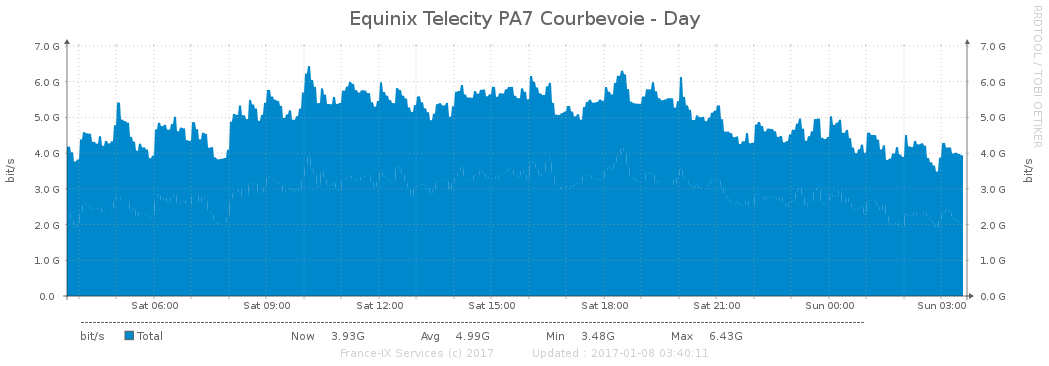 Equinix Telecity PA7 Courbevoie - Day
RRDTOOL / TOBI OETIKER
7.0 G 7.0 G
6.0 G 6.0 G
5.0 G 5.0 G
4.0 G 4.0 G
3.0 G 3.0 G
2.0 G 2.0 G
1.0 G 1.0 G
0.0 0.0 G
bit/s bit/s
Sat 06:00 Sat 09:00 Sat 12:00 Sat 15:00 Sat 18:00 Sat 21:00 Sun 00:00 Sun 03:00
bit/s Total Now 3.93G Avg 4.99G Min 3.48G Max 6.43G
France-IX Services (c) 2017 Updated : 2017-01-08 03:40:11